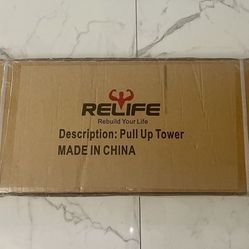 RELIFE
Rebuild Your Life
Description: Pull Up Tower
MADE IN CHINA